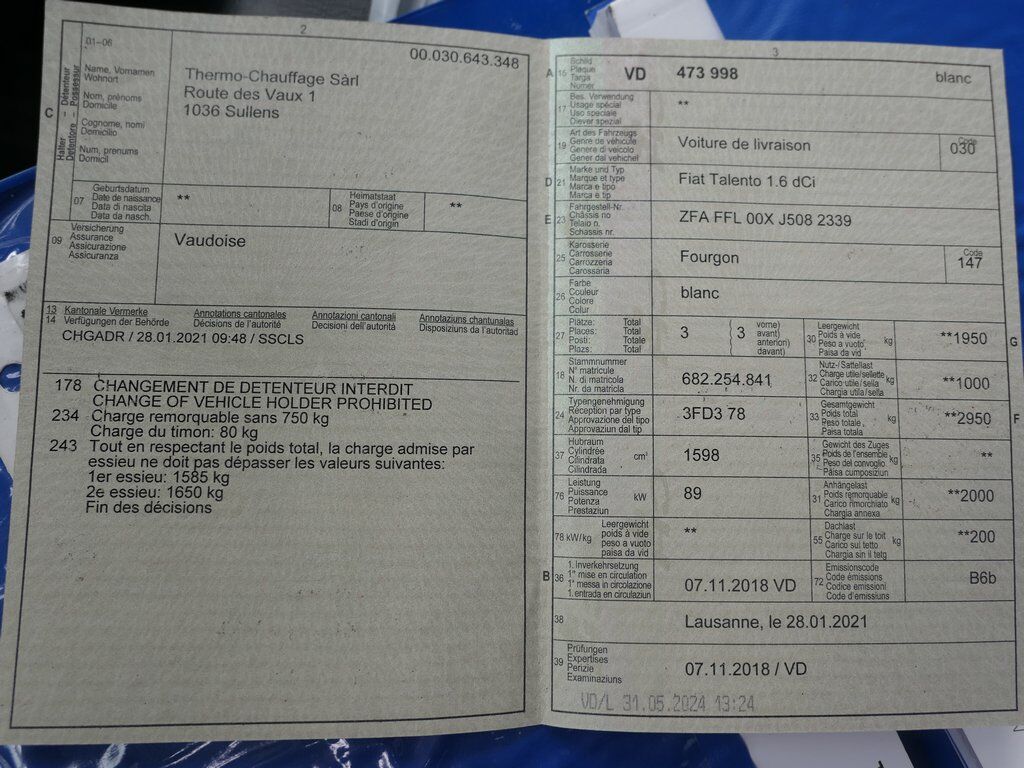 2
00.030.643.348
01-06
C
Détenteur
Possessur
Halter
Detentore
Name, Vornamen
Wohnort
Nom, prénoms
Domicile
Cognome, nomi
Domicilio
Num, prenums
Domicil
Thermo-Chauffage Sàrl
Route des Vaux 1
1036 Sullens
07
Geburtsdatum
Date de naissance
Data di nascita
Data da nasch.
**
08
Heimatstaat
Pays d'origine
Paese d'origine
Stadi d'origin
**
09
Versicherung
Assurance
Assicurazione
Assicuranza
Vaudoise
13
14
Kantonale Vermerke
Verfügungen der Behörde
Annotations cantonales
Décisions de l'autorité
Annotazioni cantonali
Decisioni dell'autorità
Annotaziuns chantunalas
Disposiziuns da l'autoritad
CHGADR / 28.01.2021 09:48 / SSCLS
178 CHANGEMENT DE DETENTEUR INTERDIT
CHANGE OF VEHICLE HOLDER PROHIBITED
234 Charge remorquable sans 750 kg
Charge du timon: 80 kg
243 Tout en respectant le poids total, la charge admise par
essieu ne doit pas dépasser les valeurs suivantes:
1er essieu: 1585 kg
2e essieu: 1650 kg
Fin des décisions
3
A 15
Schild
Plaque
Targa
Numer
VD 473 998 blanc
17
Bes. Verwendung
Usage spécial
Uso speciale
Diever spezial
**
19
Art des Fahrzeugs
Genre de véhicule
Genere di veicolo
Gener dal vehichel
Voiture de livraison
Code
030
D 21
Marke und Typ
Marque et type
Marca e tipo
Marca e tip
Fiat Talento 1.6 dCi
E 23
Fahrgestell-Nr.
Châssis no
Telaio n.
Schassis nr.
ZFA FFL 00X J508 2339
25
Karosserie
Carrosserie
Carrozzeria
Carossaria
Fourgon
Code
147
26
Farbe
Couleur
Colore
Colur
blanc
27
Plätze: Total
Places: Total
Posti: Totale
Plazs: Total
3 ( 3
vorne)
avant)
anteriori)
davant)
30
Leergewicht
Poids à vide
Peso a vuoto
Paisa da vid
kg
**1950
G
18
Stammnummer
N° matricule
N. di matricola
Nr. da matricla
682.254.841
32
Nutz-/Sattellast
Charge utile/sellette
Carico utile/sella
Chargia utila/sella
kg
**1000
24
Typengenehmigung
Réception par type
Approvazione del tipo
Approvaziun dal tip
3FD3 78
33
Gesamtgewicht
Poids total
Peso totale
Paisa totala
kg
**2950
F
37
Hubraum
Cylindrée
Cilindrata
Cilindrada
cm³
1598
35
Gewicht des Zuges
Poids de l'ensemble
Peso del convoglio
Paisa cumposiziun
kg
**
76
Leistung
Puissance
Potenza
Prestaziun
kW
89
31
Anhängelast
Poids remorquable
Carico rimorchiato
Chargia annexa
kg
**2000
78 kW/kg
Leergewicht
poids à vide
peso a vuoto
paisa da vid
**
55
Dachlast
Charge sur le toit
Carico sul tetto
Chargia sin il tetg
kg
**200
B 36
1. Inverkehrsetzung
1re mise en circulation
1a messa in circolazione
1. entrada en circulaziun
07.11.2018 VD
72
Emissionscode
Code émissions
Codice emissioni
Code d'emissiuns
B6b
38
Lausanne, le 28.01.2021
39
Prüfungen
Expertises
Perizie
Examinaziuns
07.11.2018 / VD
VD/L 31.05.2024 13:24